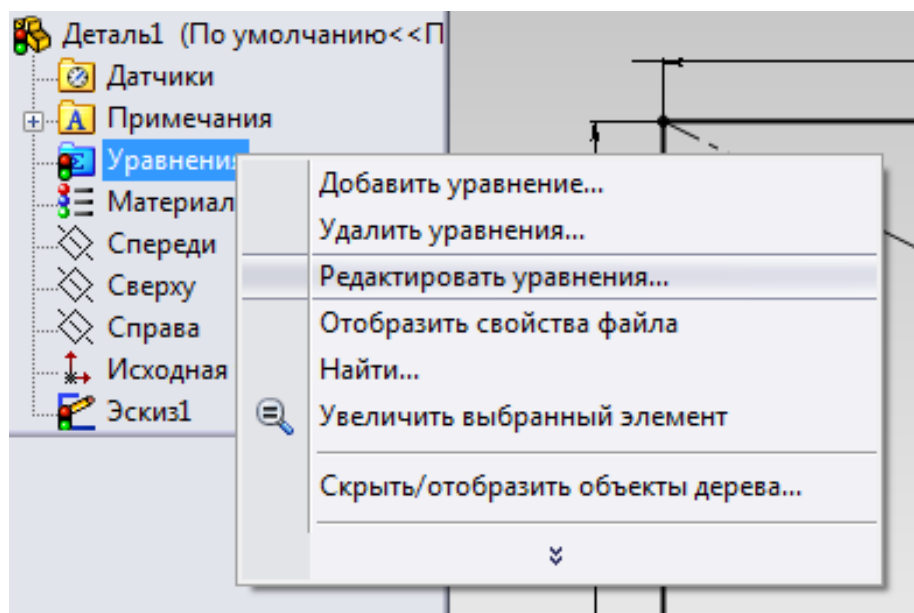 Деталь1 (По умолчанию<<П
Датчики
Примечания
Уравнения
Материал
Спереди
Сверху
Справа
Исходная
Эскиз1
Добавить уравнение...
Удалить уравнения...
Редактировать уравнения...
Отобразить свойства файла
Найти...
Увеличить выбранный элемент
Скрыть/отобразить объекты дерева...